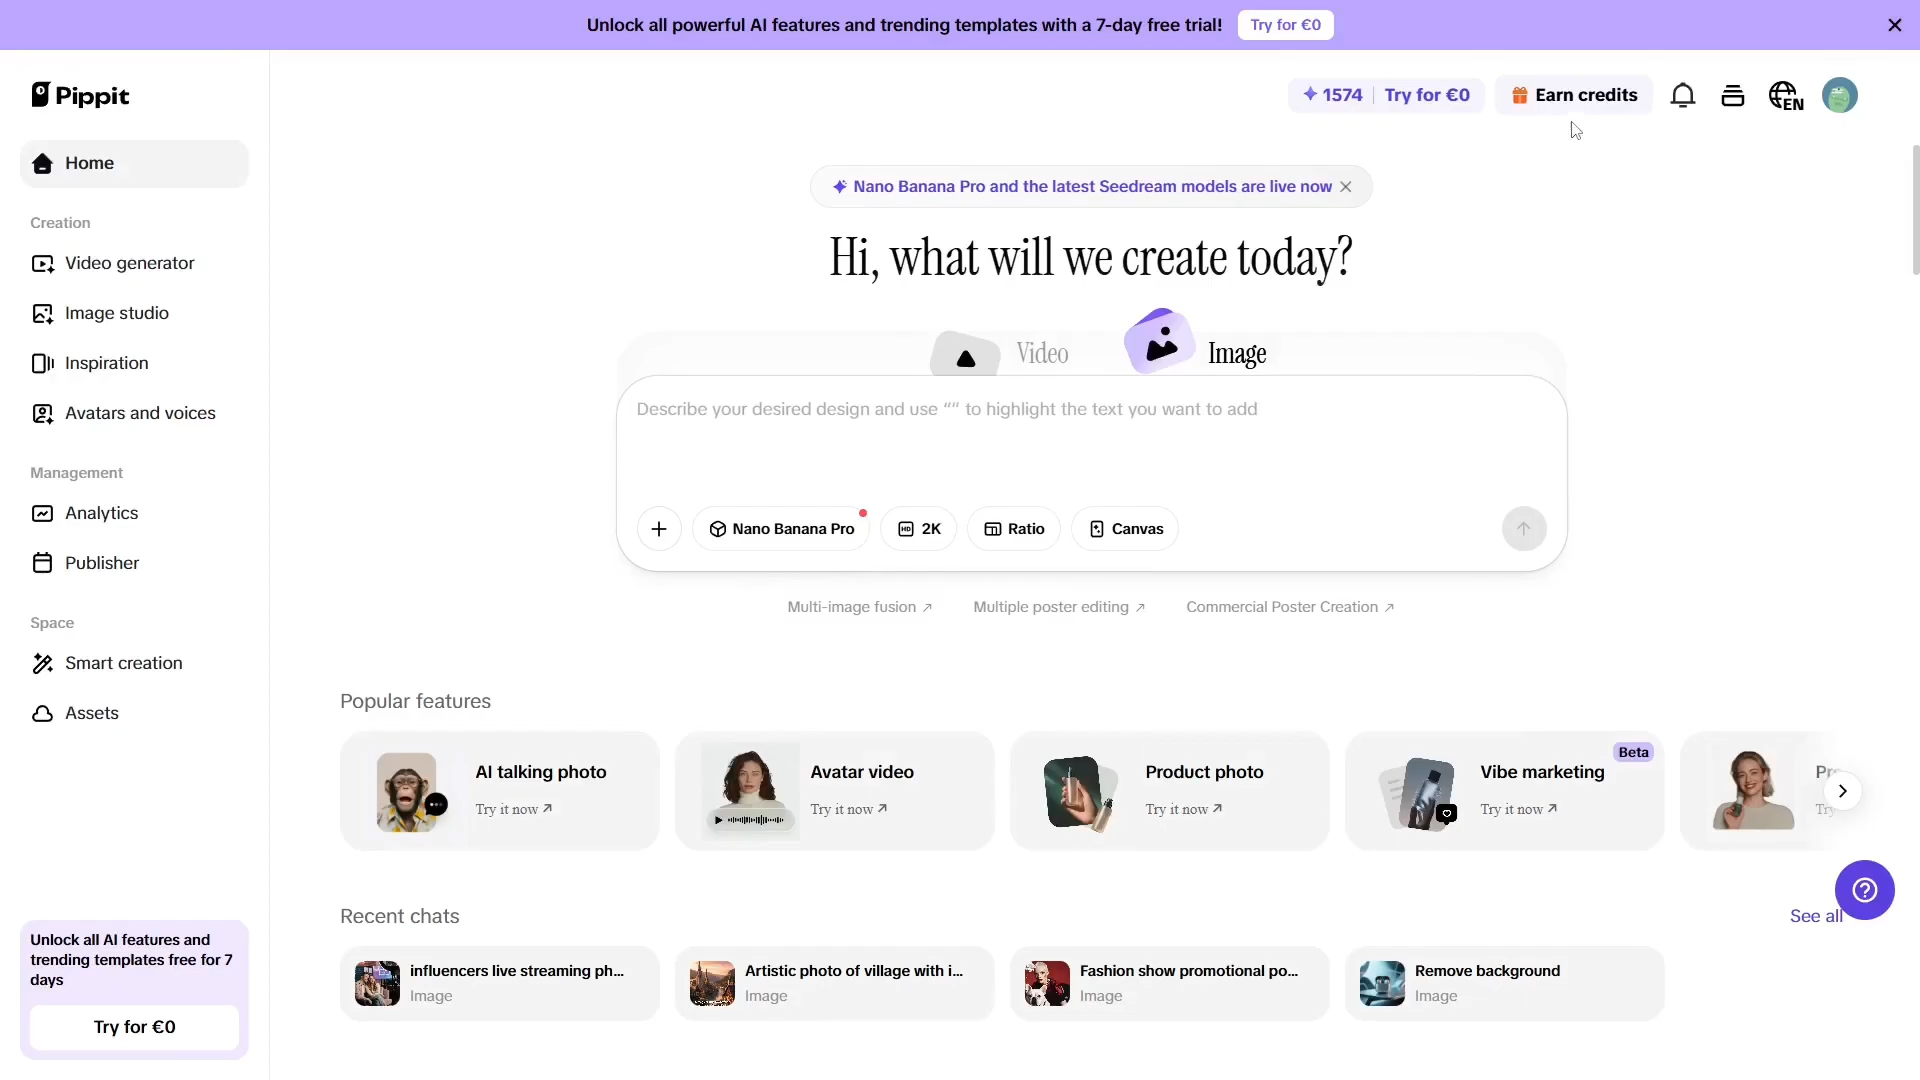 Unlock all powerful AI features and trending templates with a 7-day free trial!
Try for €0
Pippit
1574 | Try for €0
Earn credits
EN
Home
Nano Banana Pro and the latest Seedream models are live now
Hi, what will we create today?
Creation
Video generator
Image studio
Inspiration
Avatars and voices
Video
Image
Describe your desired design and use “” to highlight the text you want to add
Management
Analytics
Publisher
Nano Banana Pro
HD 2K
Ratio
Canvas
Multi-image fusion
Multiple poster editing
Commercial Poster Creation
Space
Smart creation
Assets
Popular features
AI talking photo
Try it now
Avatar video
Try it now
Product photo
Try it now
Vibe marketing
Beta
Try it now
Recent chats
See all
influencers live streaming ph...
Image
Artistic photo of village with i...
Image
Fashion show promotional po...
Image
Remove background
Image
Unlock all AI features and
trending templates free for 7
days
Try for €0